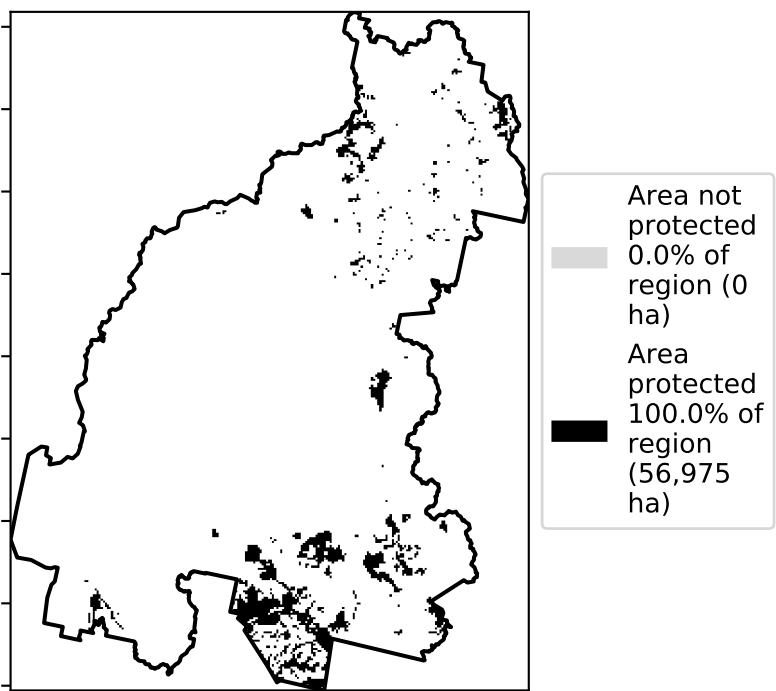 Area not
protected
0.0% of
region (0
ha)
Area
protected
100.0% of
region
(56,975
ha)